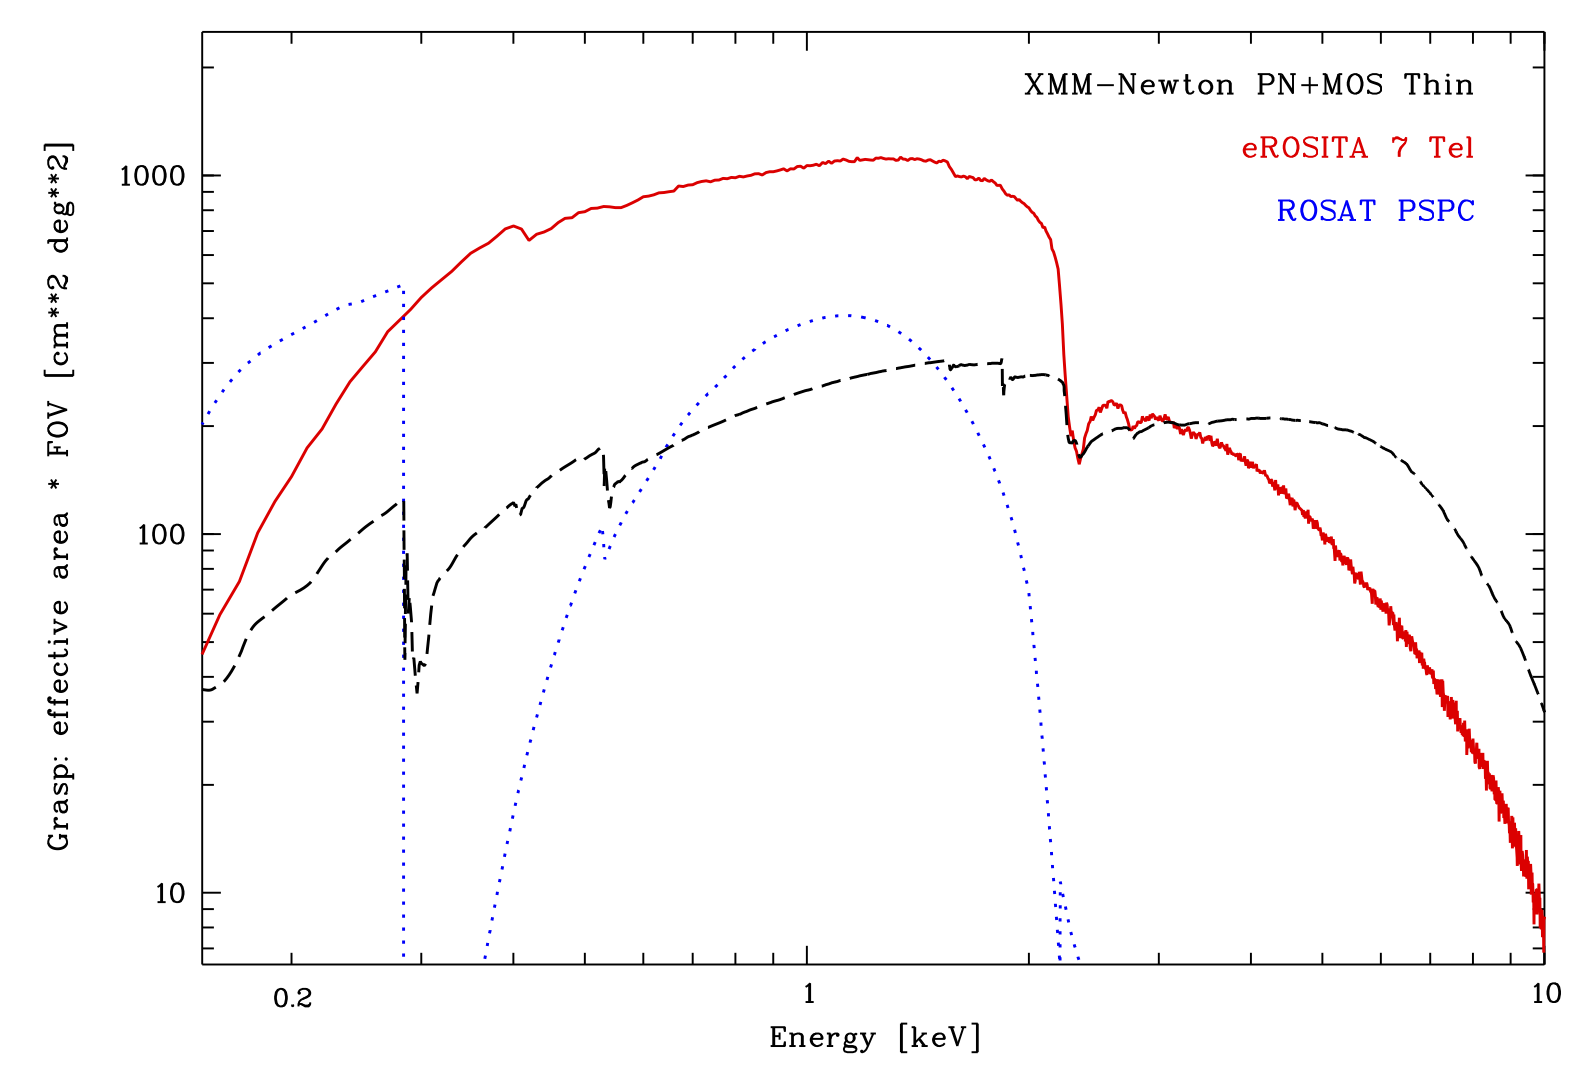 XMM-Newton PN+MOS Thin
eROSITA 7 Tel
ROSAT PSPC
Grasp: effective area * FOV [cm**2 deg**2]
1000
100
10
0.2
1
10
Energy [keV]